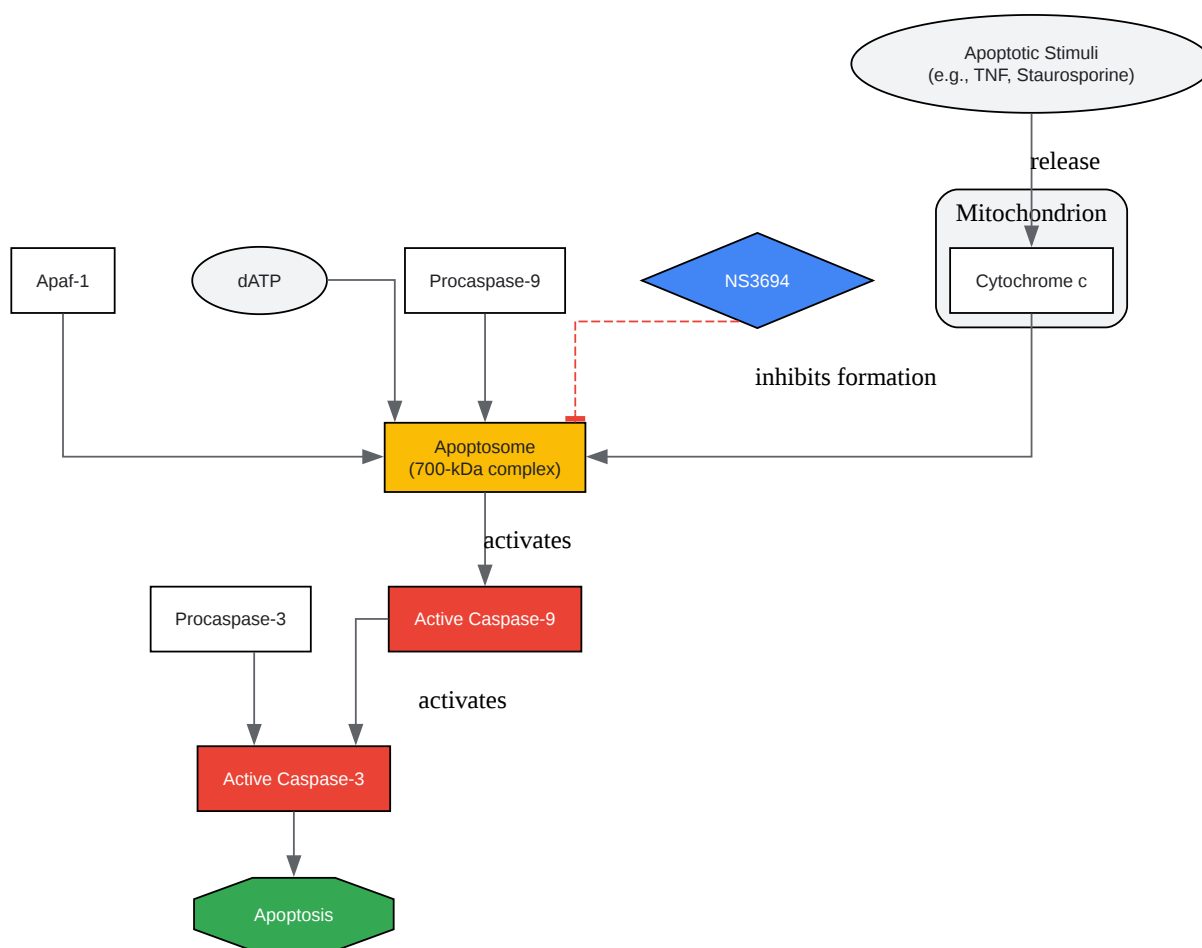 Apoptotic Stimuli
(e.g., TNF, Staurosporine)
release
Mitochondrion
Apaf-1
dATP
Procaspase-9
NS3694
Cytochrome c
inhibits formation
Apoptosome
(700-kDa complex)
activates
Procaspase-3
Active Caspase-9
activates
Active Caspase-3
Apoptosis